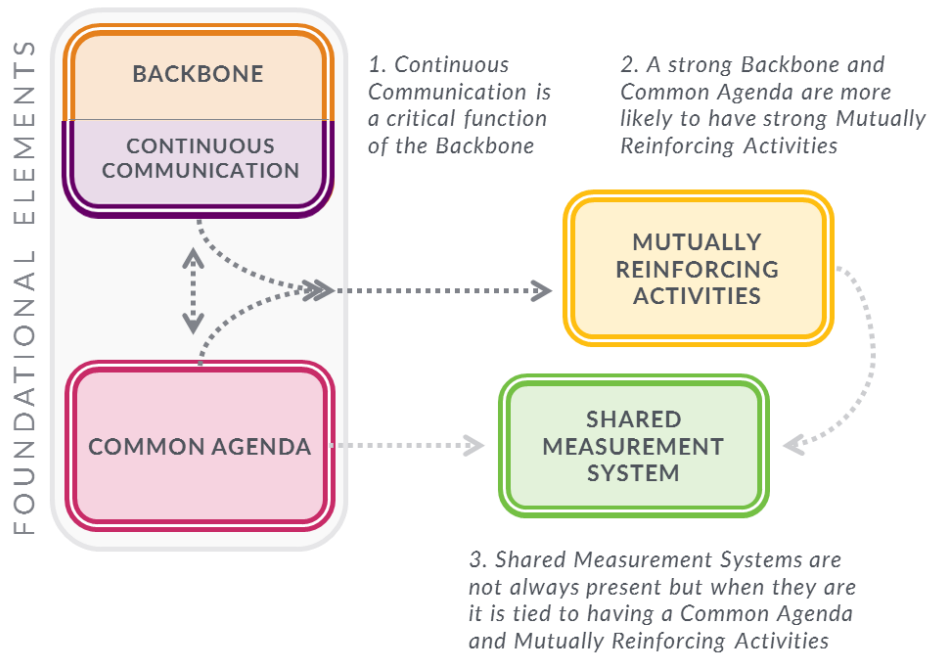 FOUNDATIONAL ELEMENTS
BACKBONE
CONTINUOUS
COMMUNICATION
1. Continuous
Communication is
a critical function
of the Backbone
2. A strong Backbone and
Common Agenda are more
likely to have strong Mutually
Reinforcing Activities
MUTUALLY
REINFORCING
ACTIVITIES
COMMON AGENDA
SHARED
MEASUREMENT
SYSTEM
3. Shared Measurement Systems are
not always present but when they are
it is tied to having a Common Agenda
and Mutually Reinforcing Activities